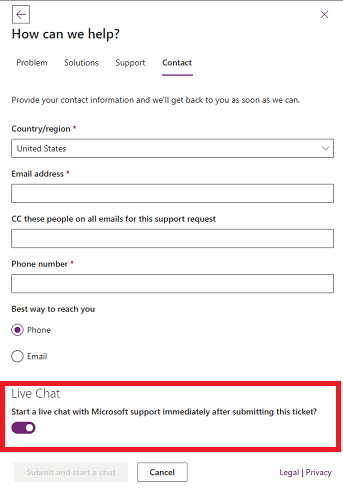 How can we help?
Problem Solutions Support Contact
Provide your contact information and we'll get back to you as soon as we can.
Country/region *
United States
Email address *
CC these people on all emails for this support request
Phone number *
Best way to reach you
Phone
Email
Live Chat
Start a live chat with Microsoft support immediately after submitting this ticket?
Submit and start a chat Cancel Legal | Privacy